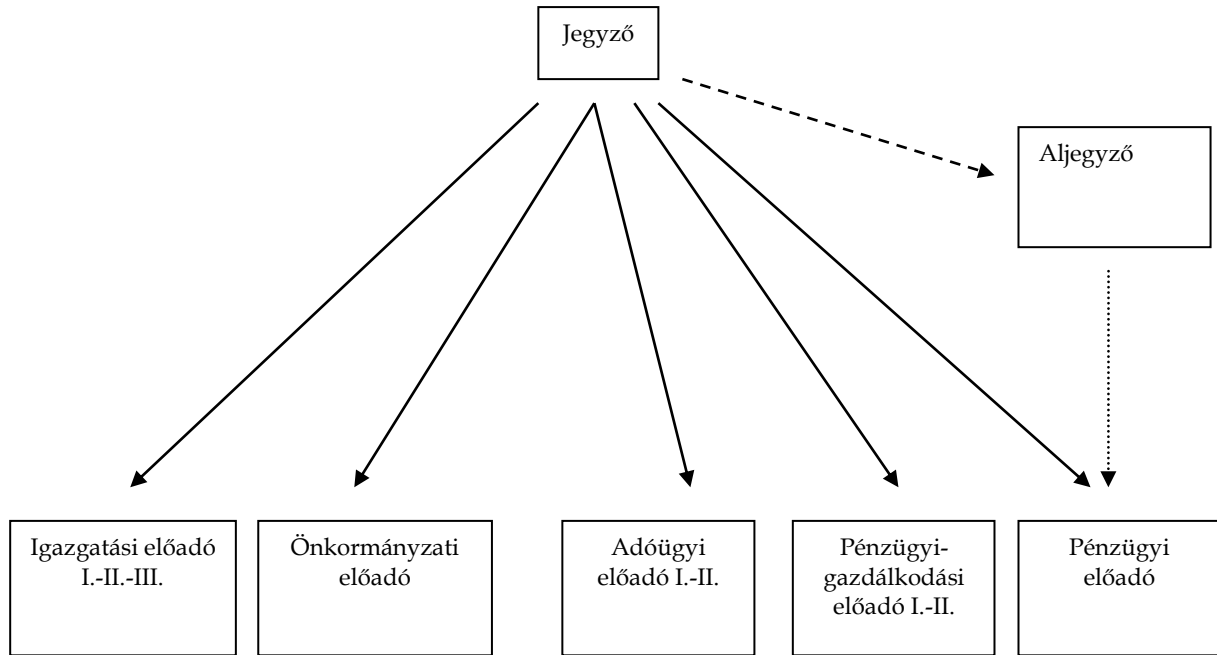 Jegyző
Aljegyző
Igazgatási előadó
I.-II.-III.
Önkormányzati
előadó
Adóügyi
előadó I.-II.
Pénzügyi-
gazdálkodási
előadó I.-II.
Pénzügyi
előadó